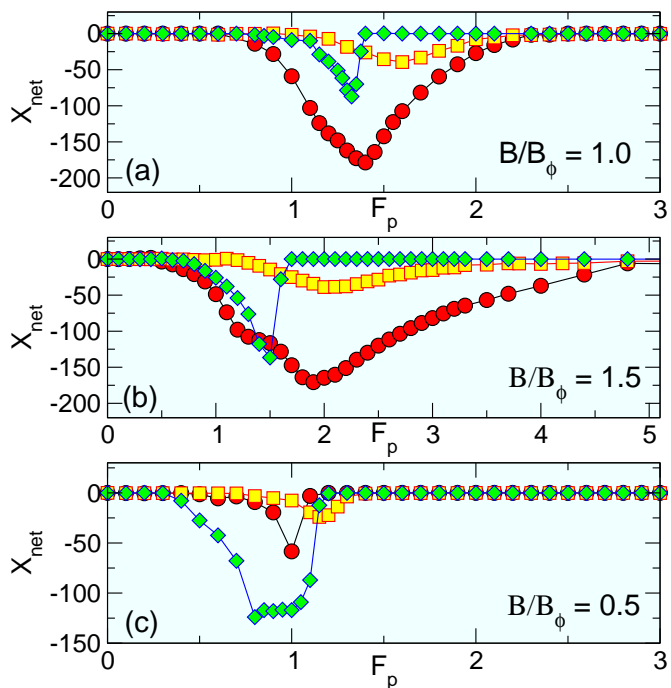 0
-50
-100
-150
-200
X_net
(a)
B/B_ϕ = 1.0
0 1 2 3
F_p
0
-50
-100
-150
-200
X_net
(b)
B/B_ϕ = 1.5
0 1 2 3 4 5
F_p
0
-50
-100
-150
X_net
(c)
B/B_ϕ = 0.5
0 1 2 3
F_p